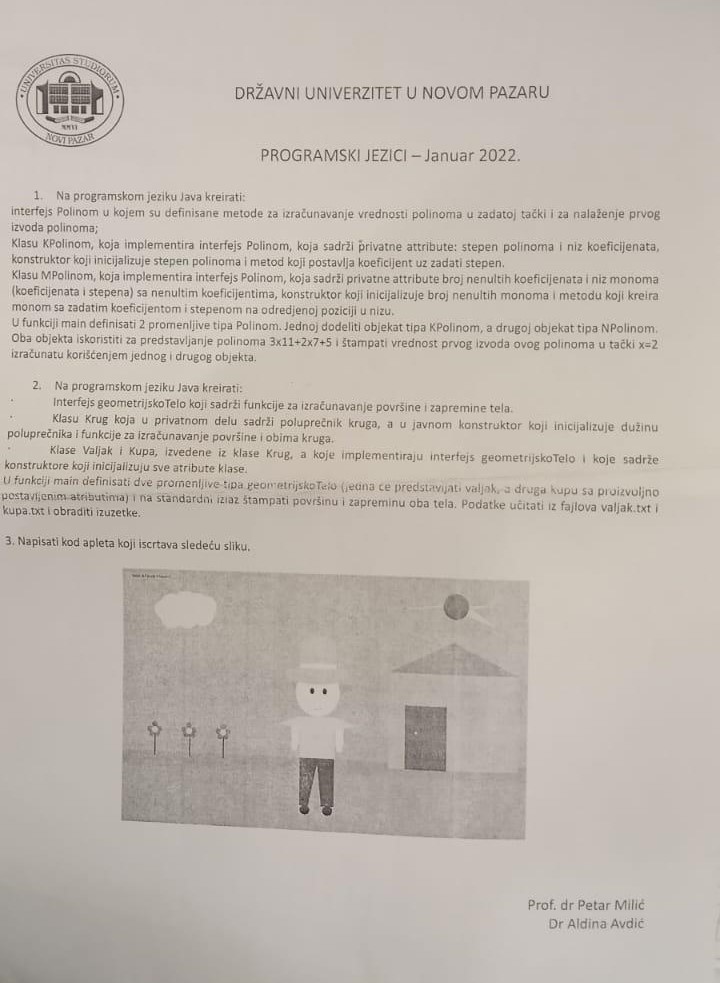 UNIVERSITAS STUDIORUM
MMVI
NOVI PAZAR
DRŽAVNI UNIVERZITET U NOVOM PAZARU
PROGRAMSKI JEZICI – Januar 2022.
1. Na programskom jeziku Java kreirati:
interfejs Polinom u kojem su definisane metode za izračunavanje vrednosti polinoma u zadatoj tački i za nalaženje prvog
izvoda polinoma;
Klasu KPolinom, koja implementira interfejs Polinom, koja sadrži privatne attribute: stepen polinoma i niz koeficijenata,
konstruktor koji inicijalizuje stepen polinoma i metod koji postavlja koeficijent uz zadati stepen.
Klasu MPolinom, koja implementira interfejs Polinom, koja sadrži privatne attribute broj nenultih koeficijenata i niz monoma
(koeficijenata i stepena) sa nenultim koeficijentima, konstruktor koji inicijalizuje broj nenultih monoma i metodu koji kreira
monom sa zadatim koeficijentom i stepenom na odredjenoj poziciji u nizu.
U funkciji main definisati 2 promenljive tipa Polinom. Jednoj dodeliti objekat tipa KPolinom, a drugoj objekat tipa NPolinom.
Oba objekta iskoristiti za predstavljanje polinoma 3x11+2x7+5 i štampati vrednost prvog izvoda ovog polinoma u tački x=2
izračunatu korišćenjem jednog i drugog objekta.
2. Na programskom jeziku Java kreirati:
· Interfejs geometrijskoTelo koji sadrži funkcije za izračunavanje površine i zapremine tela.
· Klasu Krug koja u privatnom delu sadrži poluprečnik kruga, a u javnom konstruktor koji inicijalizuje dužinu
poluprečnika i funkcije za izračunavanje površine i obima kruga.
· Klase Valjak i Kupa, izvedene iz klase Krug, a koje implementiraju interfejs geometrijskoTelo i koje sadrže
konstruktore koji inicijalizuju sve atribute klase.
U funkciji main definisati dve promenljive tipa geometrijskoTelo (jedna će predstavljati valjak, a druga kupu sa proizvoljno
postavljenim atributima) i na standardni izlaz štampati površinu i zapreminu oba tela. Podatke učitati iz fajlova valjak.txt i
kupa.txt i obraditi izuzetke.
3. Napisati kod apleta koji iscrtava sledeću sliku.
Prof. dr Petar Milić
Dr Aldina Avdić